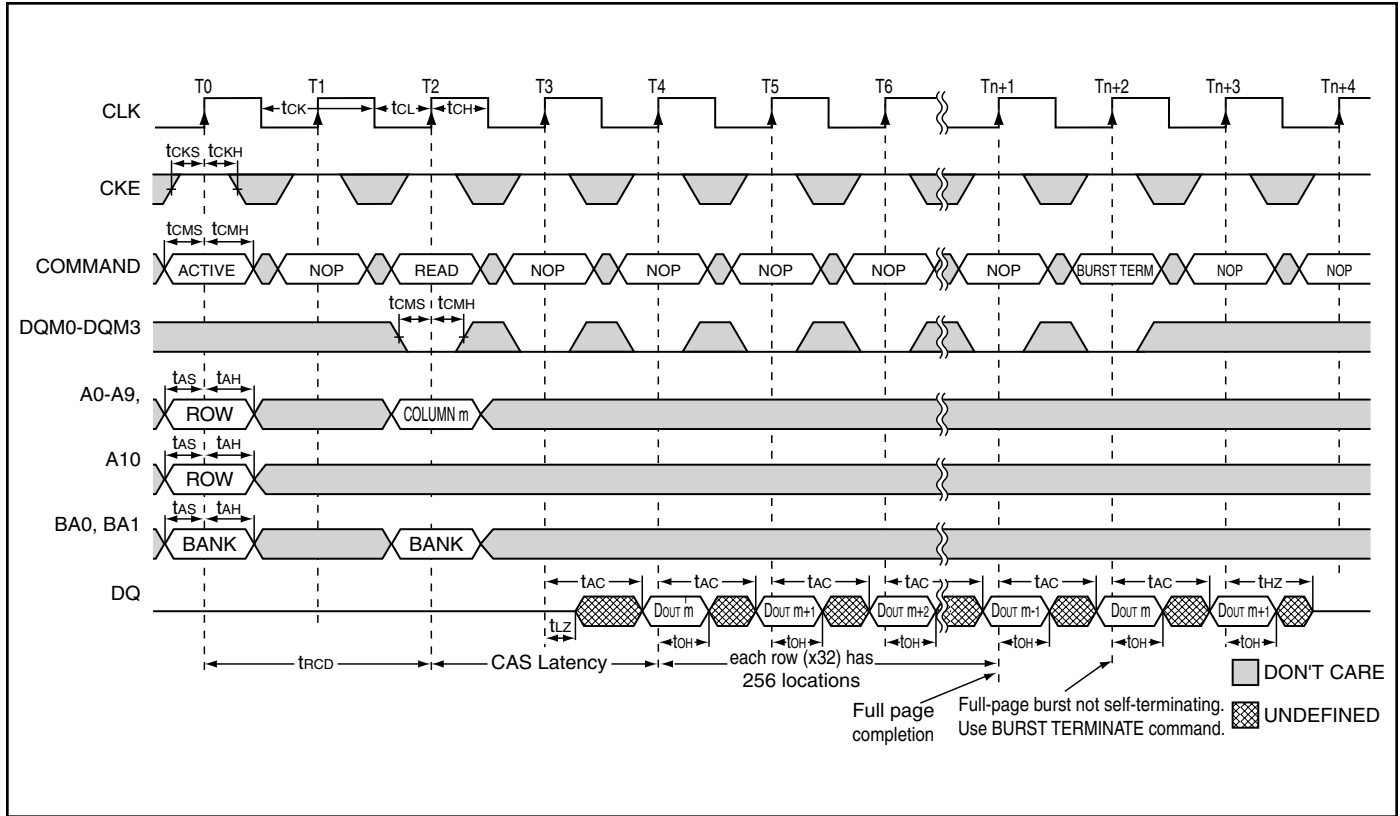 T0 T1 T2 T3 T4 T5 T6 Tn+1 Tn+2 Tn+3 Tn+4
CLK tCK tCL tCH
tCKS tCKH
CKE
tCMS tCMH
COMMAND ACTIVE NOP READ NOP NOP NOP NOP NOP BURST TERM NOP NOP
tCMS tCMH
DQM0-DQM3
tAS tAH
A0-A9, ROW COLUMN m
tAS tAH
A10 ROW
tAS tAH
BA0, BA1 BANK BANK
tAC tAC tAC tAC tAC tAC tHZ
DQ DOUT m DOUT m+1 DOUT m+2 DOUT m-1 DOUT m DOUT m+1
tLZ tOH tOH tOH tOH tOH tOH
tRCD CAS Latency each row (x32) has
256 locations
DON'T CARE
Full page
completion
Full-page burst not self-terminating.
Use BURST TERMINATE command.
UNDEFINED